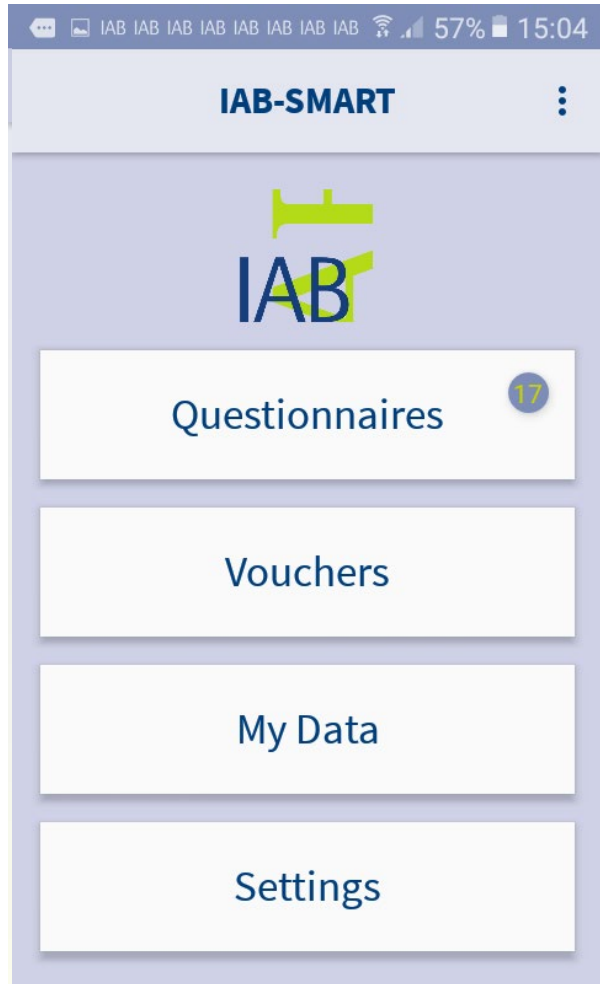 IAB IAB IAB IAB IAB IAB IAB IAB 57% 15:04
IAB-SMART
IAB
Questionnaires 17
Vouchers
My Data
Settings